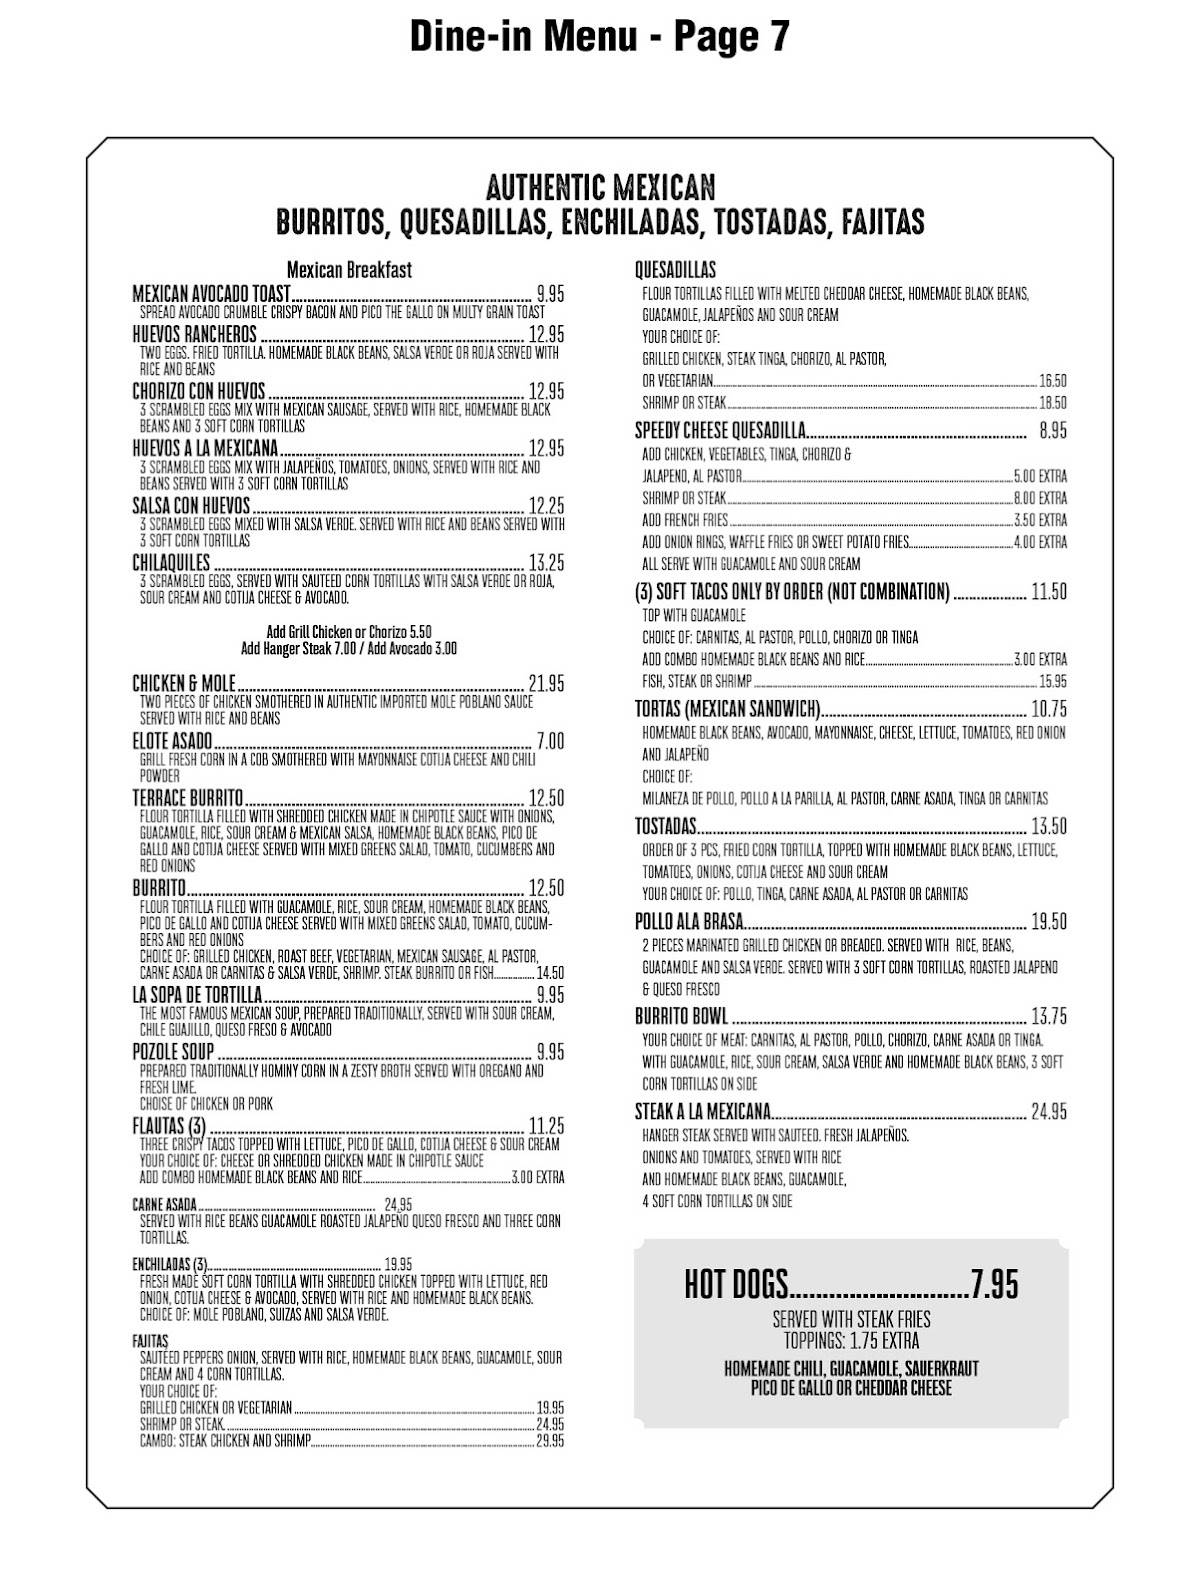 Dine-in Menu - Page 7
AUTHENTIC MEXICAN
BURRITOS, QUESADILLAS, ENCHILADAS, TOSTADAS, FAJITAS
Mexican Breakfast
MEXICAN AVOCADO TOAST 9.95
SPREAD AVOCADO CRUMBLE CRISPY BACON AND PICO THE GALLO ON MULTY GRAIN TOAST
HUEVOS RANCHEROS 12.95
TWO EGGS. FRIED TORTILLA. HOMEMADE BLACK BEANS, SALSA VERDE OR ROJA SERVED WITH
RICE AND BEANS
CHORIZO CON HUEVOS 12.95
3 SCRAMBLED EGGS MIX WITH MEXICAN SAUSAGE, SERVED WITH RICE, HOMEMADE BLACK
BEANS AND 3 SOFT CORN TORTILLAS
HUEVOS A LA MEXICANA 12.95
3 SCRAMBLED EGGS MIX WITH JALAPEÑOS, TOMATOES, ONIONS, SERVED WITH RICE AND
BEANS SERVED WITH 3 SOFT CORN TORTILLAS
SALSA CON HUEVOS 12.25
3 SCRAMBLED EGGS MIXED WITH SALSA VERDE. SERVED WITH RICE AND BEANS SERVED WITH
3 SOFT CORN TORTILLAS
CHILAQUILES 13.25
3 SCRAMBLED EGGS, SERVED WITH SAUTEED CORN TORTILLAS WITH SALSA VERDE OR ROJA,
SOUR CREAM AND COTIJA CHEESE & AVOCADO.
Add Grill Chicken or Chorizo 5.50
Add Hanger Steak 7.00 / Add Avocado 3.00
CHICKEN & MOLE 21.95
TWO PIECES OF CHICKEN SMOTHERED IN AUTHENTIC IMPORTED MOLE POBLANO SAUCE
SERVED WITH RICE AND BEANS
ELOTE ASADO 7.00
GRILL FRESH CORN IN A COB SMOTHERED WITH MAYONNAISE COTIJA CHEESE AND CHILI
POWDER
TERRACE BURRITO 12.50
FLOUR TORTILLA FILLED WITH SHREDDED CHICKEN MADE IN CHIPOTLE SAUCE WITH ONIONS,
GUACAMOLE, RICE, SOUR CREAM & MEXICAN SALSA, HOMEMADE BLACK BEANS, PICO DE
GALLO AND COTIJA CHEESE SERVED WITH MIXED GREENS SALAD, TOMATO, CUCUMBERS AND
RED ONIONS
BURRITO 12.50
FLOUR TORTILLA FILLED WITH GUACAMOLE, RICE, SOUR CREAM, HOMEMADE BLACK BEANS,
PICO DE GALLO AND COTIJA CHEESE SERVED WITH MIXED GREENS SALAD, TOMATO, CUCUM-
BERS AND RED ONIONS
CHOICE OF: GRILLED CHICKEN, ROAST BEEF, VEGETARIAN, MEXICAN SAUSAGE, AL PASTOR,
CARNE ASADA OR CARNITAS & SALSA VERDE, SHRIMP. STEAK BURRITO OR FISH 14.50
LA SOPA DE TORTILLA 9.95
THE MOST FAMOUS MEXICAN SOUP, PREPARED TRADITIONALLY, SERVED WITH SOUR CREAM,
CHILE GUAJILLO, QUESO FRESO & AVOCADO
POZOLE SOUP 9.95
PREPARED TRADITIONALLY HOMINY CORN IN A ZESTY BROTH SERVED WITH OREGANO AND
FRESH LIME.
CHOISE OF CHICKEN OR PORK
FLAUTAS (3) 11.25
THREE CRISPY TACOS TOPPED WITH LETTUCE, PICO DE GALLO, COTIJA CHEESE & SOUR CREAM
YOUR CHOICE OF: CHEESE OR SHREDDED CHICKEN MADE IN CHIPOTLE SAUCE
ADD COMBO HOMEMADE BLACK BEANS AND RICE 3.00 EXTRA
CARNE ASADA 24,95
SERVED WITH RICE BEANS GUACAMOLE ROASTED JALAPEÑO QUESO FRESCO AND THREE CORN
TORTILLAS.
ENCHILADAS (3) 19.95
FRESH MADE SOFT CORN TORTILLA WITH SHREDDED CHICKEN TOPPED WITH LETTUCE, RED
ONION, COTIJA CHEESE & AVOCADO, SERVED WITH RICE AND HOMEMADE BLACK BEANS.
CHOICE OF: MOLE POBLANO, SUIZAS AND SALSA VERDE.
FAJITAS
SAUTÉED PEPPERS ONION, SERVED WITH RICE, HOMEMADE BLACK BEANS, GUACAMOLE, SOUR
CREAM AND 4 CORN TORTILLAS.
YOUR CHOICE OF:
GRILLED CHICKEN OR VEGETARIAN 19.95
SHRIMP OR STEAK 24.95
CAMBO: STEAK CHICKEN AND SHRIMP 29.95
QUESADILLAS
FLOUR TORTILLAS FILLED WITH MELTED CHEDDAR CHEESE, HOMEMADE BLACK BEANS,
GUACAMOLE, JALAPEÑOS AND SOUR CREAM
YOUR CHOICE OF:
GRILLED CHICKEN, STEAK TINGA, CHORIZO, AL PASTOR,
OR VEGETARIAN 16.50
SHRIMP OR STEAK 18.50
SPEEDY CHEESE QUESADILLA 8.95
ADD CHICKEN, VEGETABLES, TINGA, CHORIZO &
JALAPENO, AL PASTOR 5.00 EXTRA
SHRIMP OR STEAK 8.00 EXTRA
ADD FRENCH FRIES 3.50 EXTRA
ADD ONION RINGS, WAFFLE FRIES OR SWEET POTATO FRIES 4.00 EXTRA
ALL SERVE WITH GUACAMOLE AND SOUR CREAM
(3) SOFT TACOS ONLY BY ORDER (NOT COMBINATION) 11.50
TOP WITH GUACAMOLE
CHOICE OF: CARNITAS, AL PASTOR, POLLO, CHORIZO OR TINGA
ADD COMBO HOMEMADE BLACK BEANS AND RICE 3.00 EXTRA
FISH, STEAK OR SHRIMP 15.95
TORTAS (MEXICAN SANDWICH) 10.75
HOMEMADE BLACK BEANS, AVOCADO, MAYONNAISE, CHEESE, LETTUCE, TOMATOES, RED ONION
AND JALAPEÑO
CHOICE OF:
MILANEZA DE POLLO, POLLO A LA PARILLA, AL PASTOR, CARNE ASADA, TINGA OR CARNITAS
TOSTADAS 13.50
ORDER OF 3 PCS, FRIED CORN TORTILLA, TOPPED WITH HOMEMADE BLACK BEANS, LETTUCE,
TOMATOES, ONIONS, COTIJA CHEESE AND SOUR CREAM
YOUR CHOICE OF: POLLO, TINGA, CARNE ASADA, AL PASTOR OR CARNITAS
POLLO ALA BRASA 19.50
2 PIECES MARINATED GRILLED CHICKEN OR BREADED. SERVED WITH RICE, BEANS,
GUACAMOLE AND SALSA VERDE. SERVED WITH 3 SOFT CORN TORTILLAS, ROASTED JALAPENO
& QUESO FRESCO
BURRITO BOWL 13.75
YOUR CHOICE OF MEAT: CARNITAS, AL PASTOR, POLLO, CHORIZO, CARNE ASADA OR TINGA.
WITH GUACAMOLE, RICE, SOUR CREAM, SALSA VERDE AND HOMEMADE BLACK BEANS, 3 SOFT
CORN TORTILLAS ON SIDE
STEAK A LA MEXICANA 24.95
HANGER STEAK SERVED WITH SAUTEED. FRESH JALAPEÑOS.
ONIONS AND TOMATOES, SERVED WITH RICE
AND HOMEMADE BLACK BEANS, GUACAMOLE,
4 SOFT CORN TORTILLAS ON SIDE
HOT DOGS 7.95
SERVED WITH STEAK FRIES
TOPPINGS: 1.75 EXTRA
HOMEMADE CHILI, GUACAMOLE, SAUERKRAUT
PICO DE GALLO OR CHEDDAR CHEESE